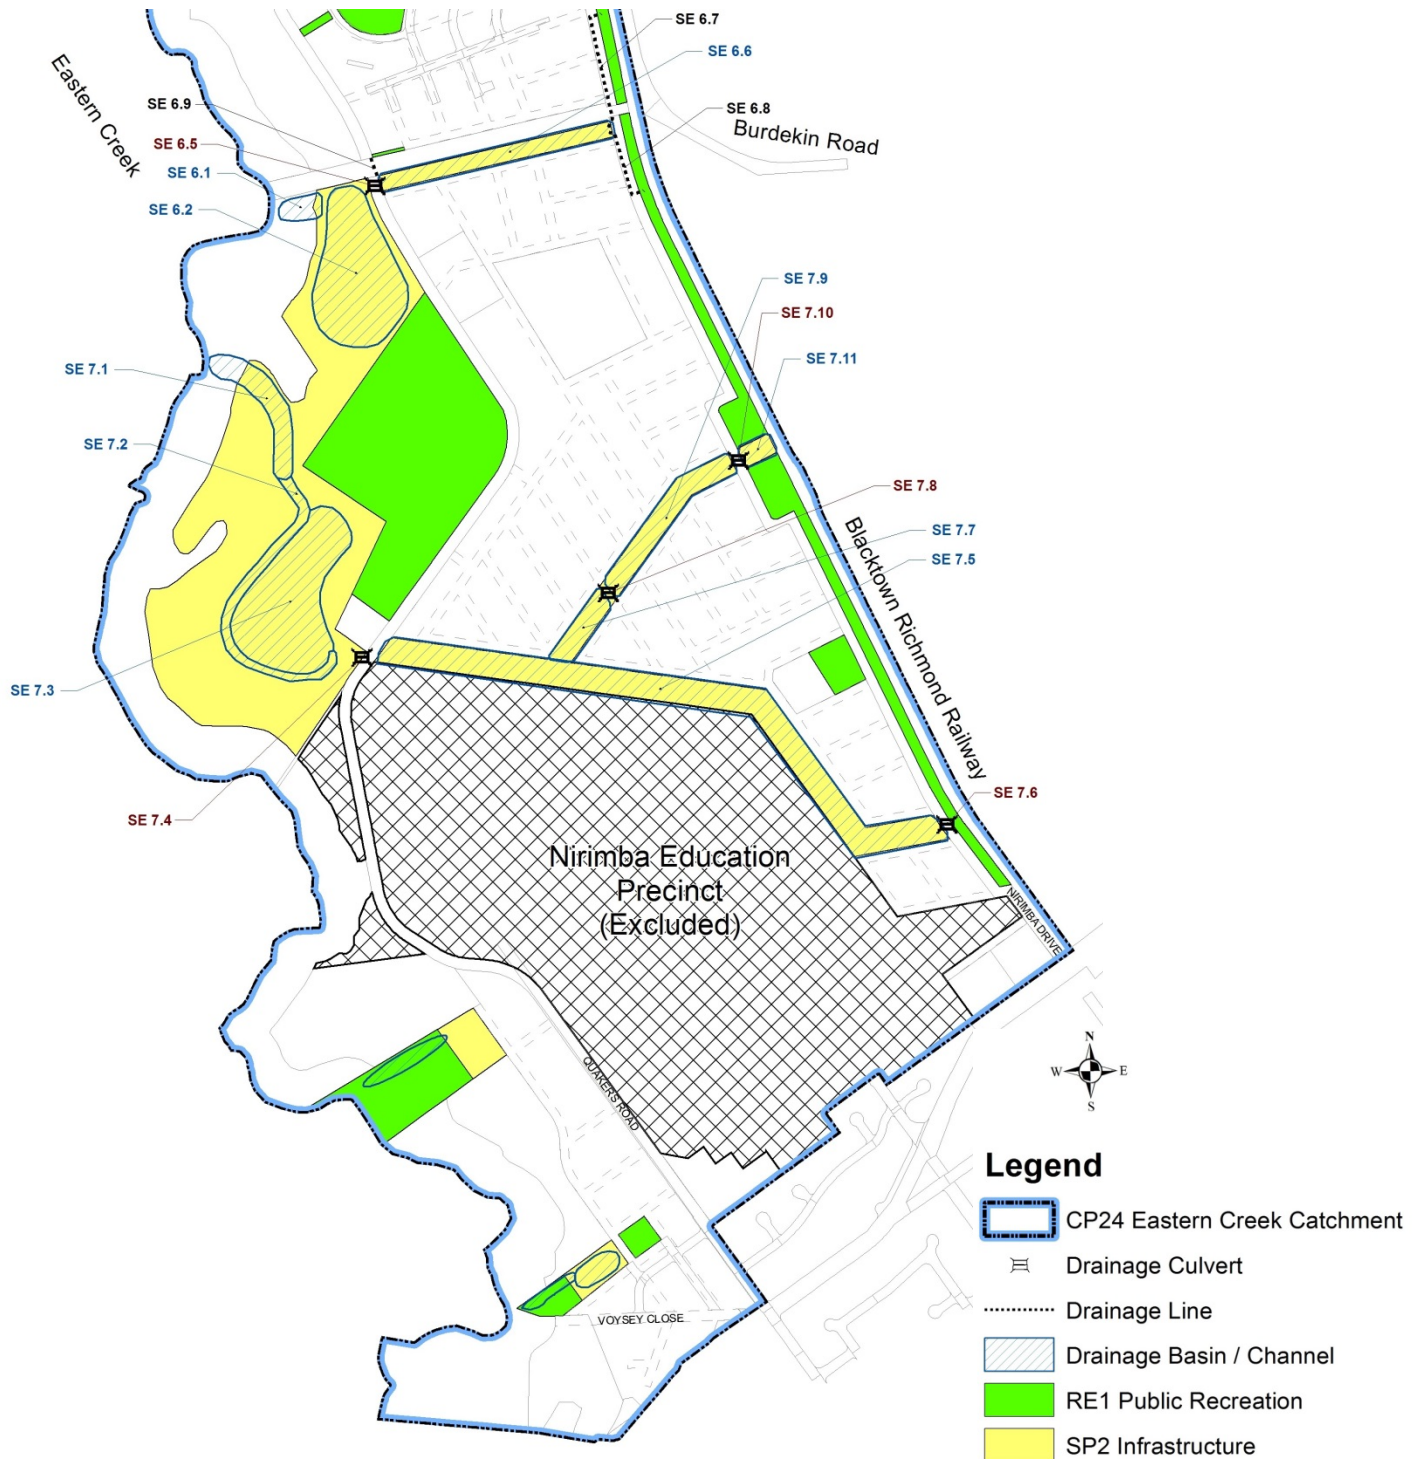 SE 6.7
SE 6.6
Eastern Creek
SE 6.9
SE 6.8
Burdekin Road
SE 6.5
SE 6.1
SE 6.2
SE 7.9
SE 7.10
SE 7.11
SE 7.1
SE 7.2
SE 7.8
SE 7.7
SE 7.5
Blacktown Richmond Railway
SE 7.3
SE 7.6
SE 7.4
Nirimba Education
Precinct
(Excluded)
NIRIMBA DRIVE
QUAKERS ROAD
N
W E
S
VOYSEY CLOSE
Legend
CP24 Eastern Creek Catchment
Drainage Culvert
Drainage Line
Drainage Basin / Channel
RE1 Public Recreation
SP2 Infrastructure